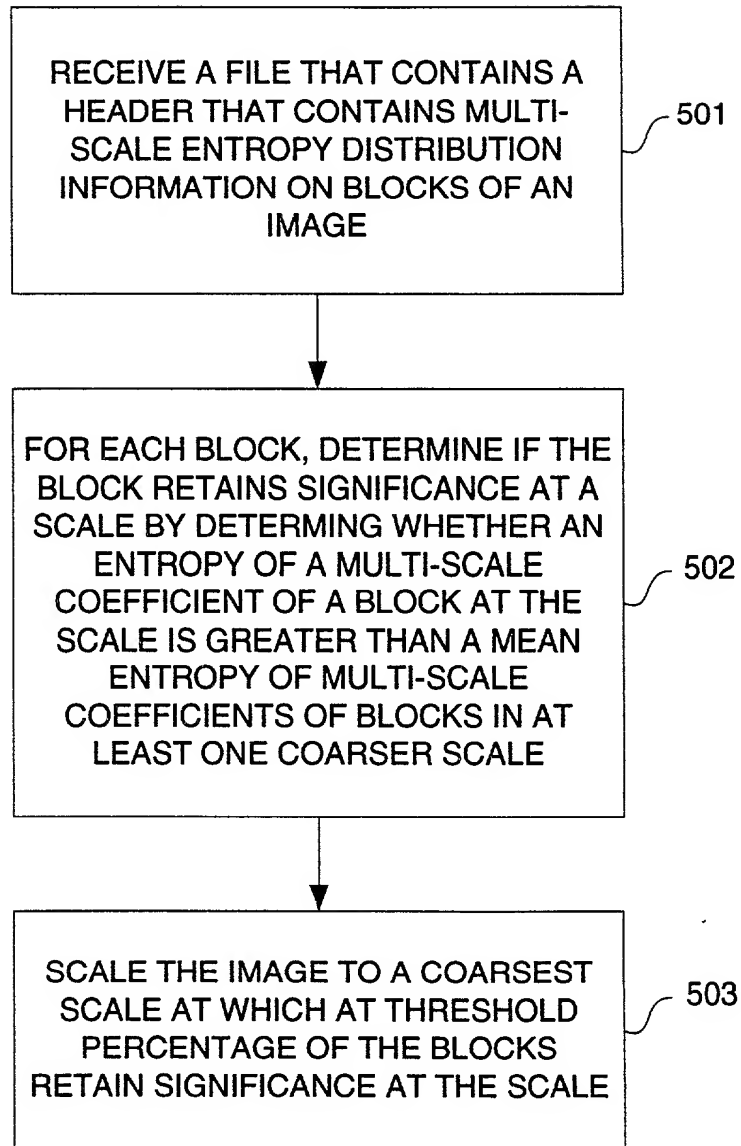 RECEIVE A FILE THAT CONTAINS A
HEADER THAT CONTAINS MULTI-
SCALE ENTROPY DISTRIBUTION
INFORMATION ON BLOCKS OF AN
IMAGE
501
FOR EACH BLOCK, DETERMINE IF THE
BLOCK RETAINS SIGNIFICANCE AT A
SCALE BY DETERMING WHETHER AN
ENTROPY OF A MULTI-SCALE
COEFFICIENT OF A BLOCK AT THE
SCALE IS GREATER THAN A MEAN
ENTROPY OF MULTI-SCALE
COEFFICIENTS OF BLOCKS IN AT
LEAST ONE COARSER SCALE
502
SCALE THE IMAGE TO A COARSEST
SCALE AT WHICH AT THRESHOLD
PERCENTAGE OF THE BLOCKS
RETAIN SIGNIFICANCE AT THE SCALE
503